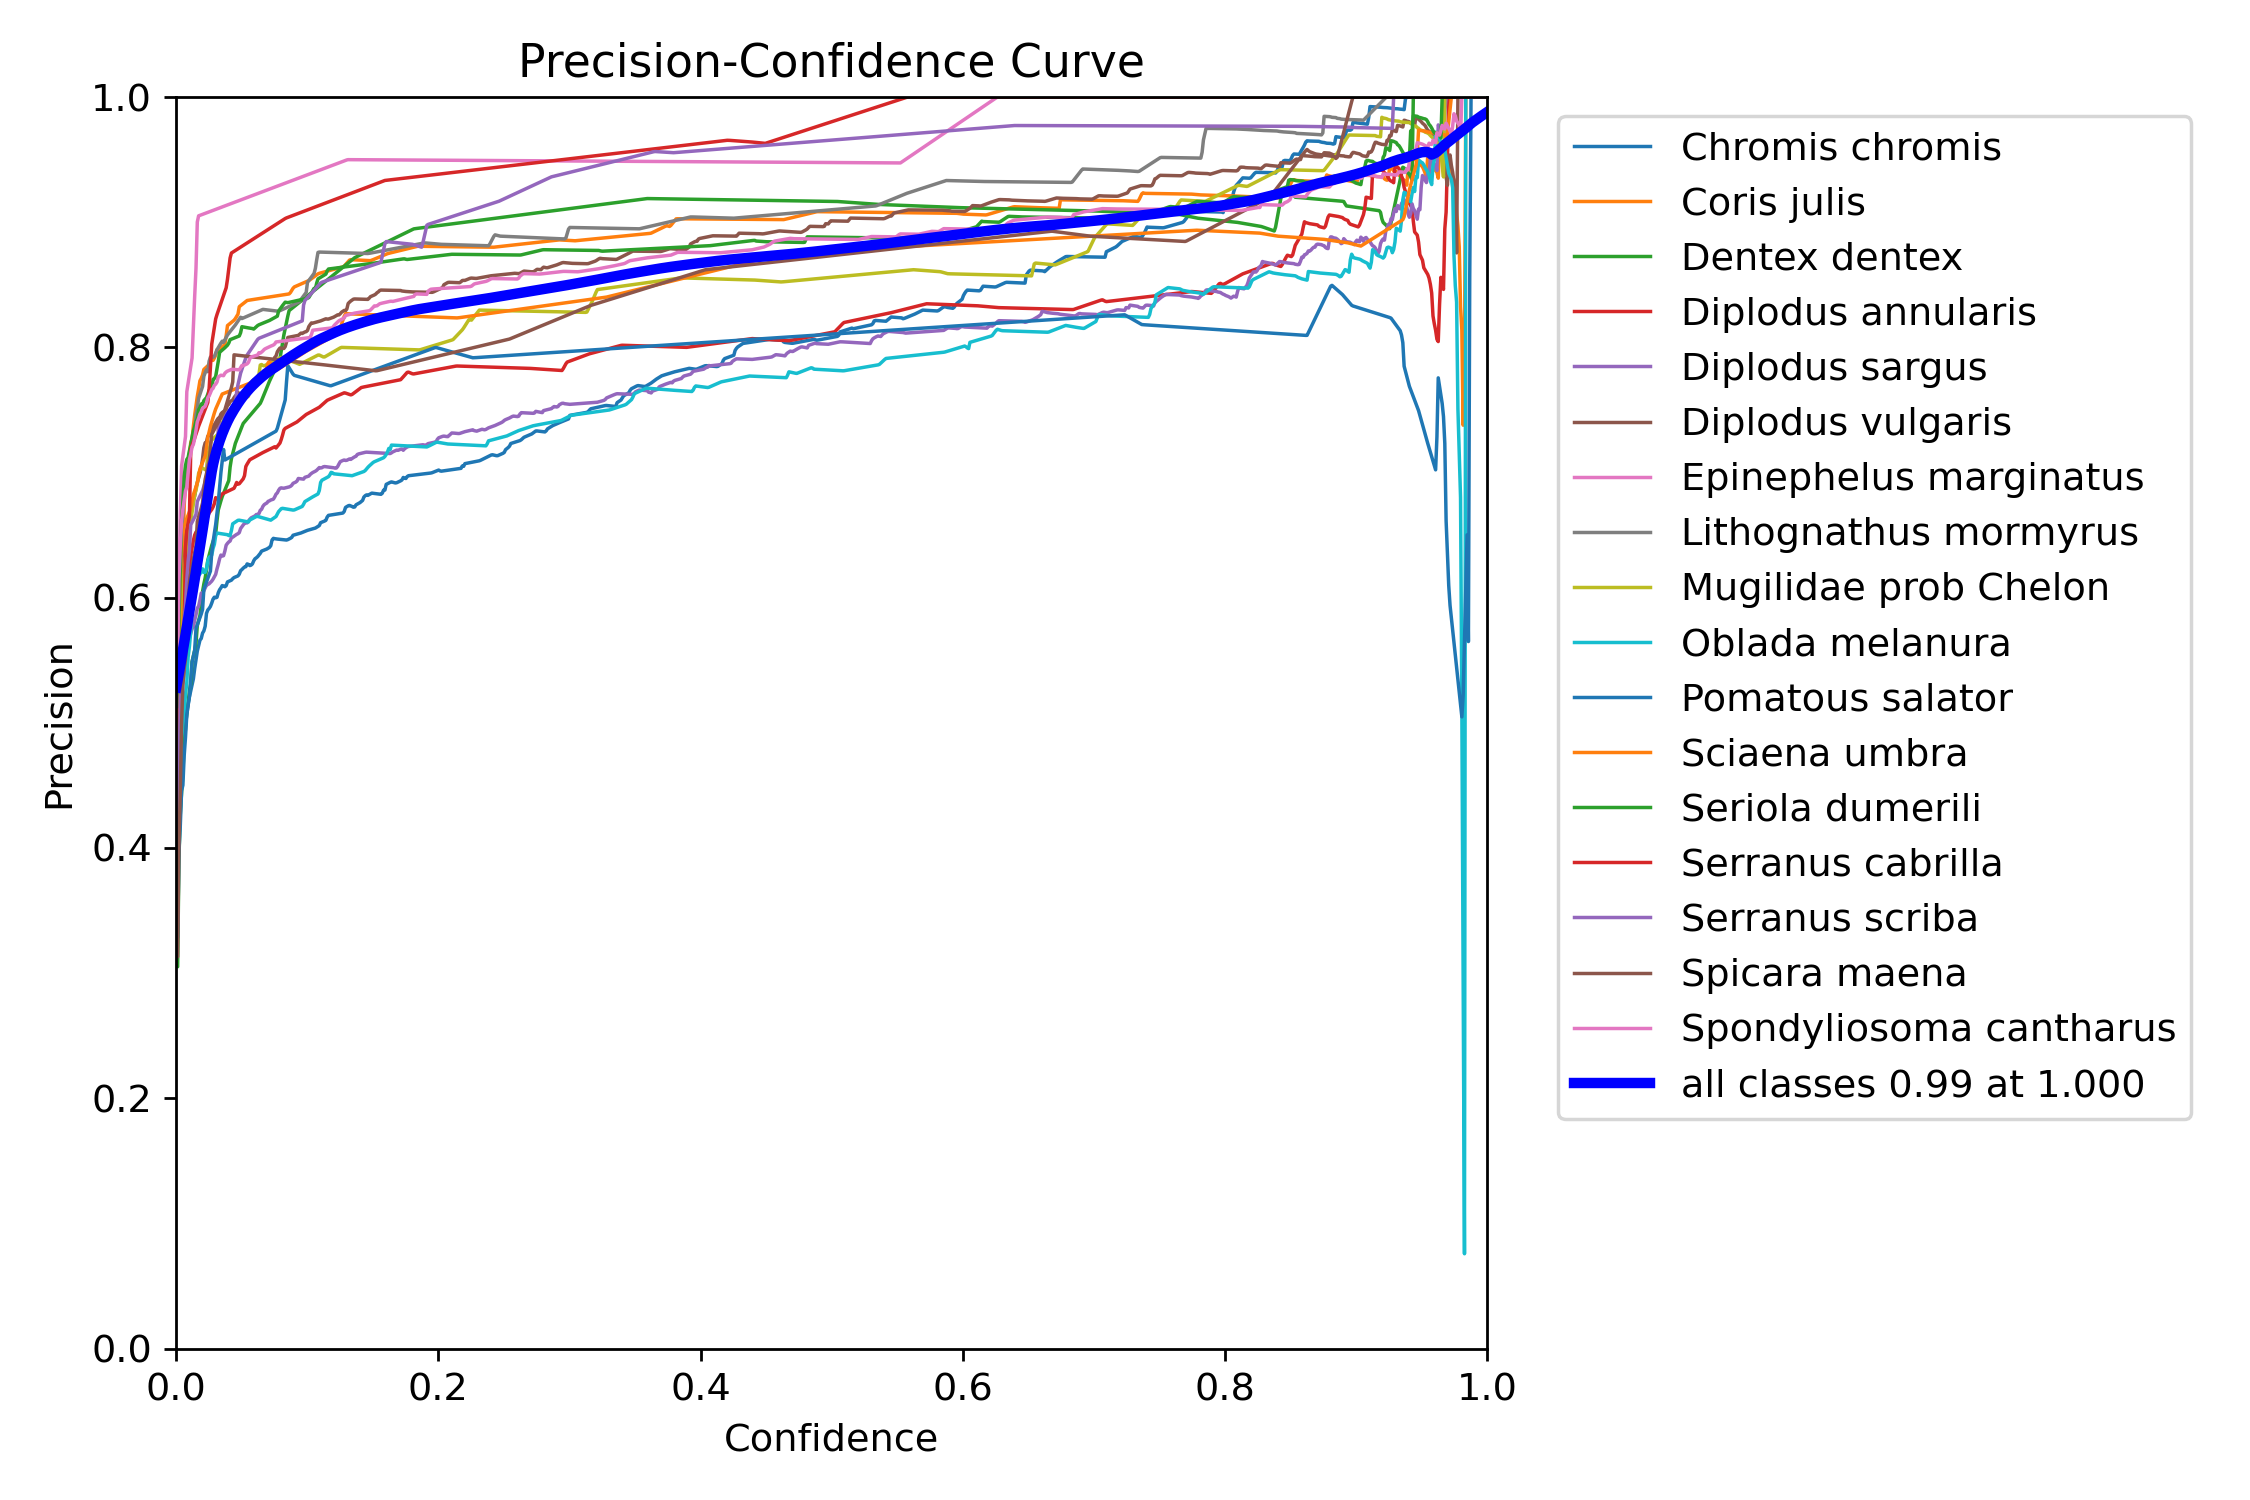 Precision-Confidence Curve
1.0
0.8
0.6
0.4
0.2
0.0
Precision
0.0 0.2 0.4 0.6 0.8 1.0
Confidence
Chromis chromis
Coris julis
Dentex dentex
Diplodus annularis
Diplodus sargus
Diplodus vulgaris
Epinephelus marginatus
Lithognathus mormyrus
Mugilidae prob Chelon
Oblada melanura
Pomatous salator
Sciaena umbra
Seriola dumerili
Serranus cabrilla
Serranus scriba
Spicara maena
Spondyliosoma cantharus
all classes 0.99 at 1.000